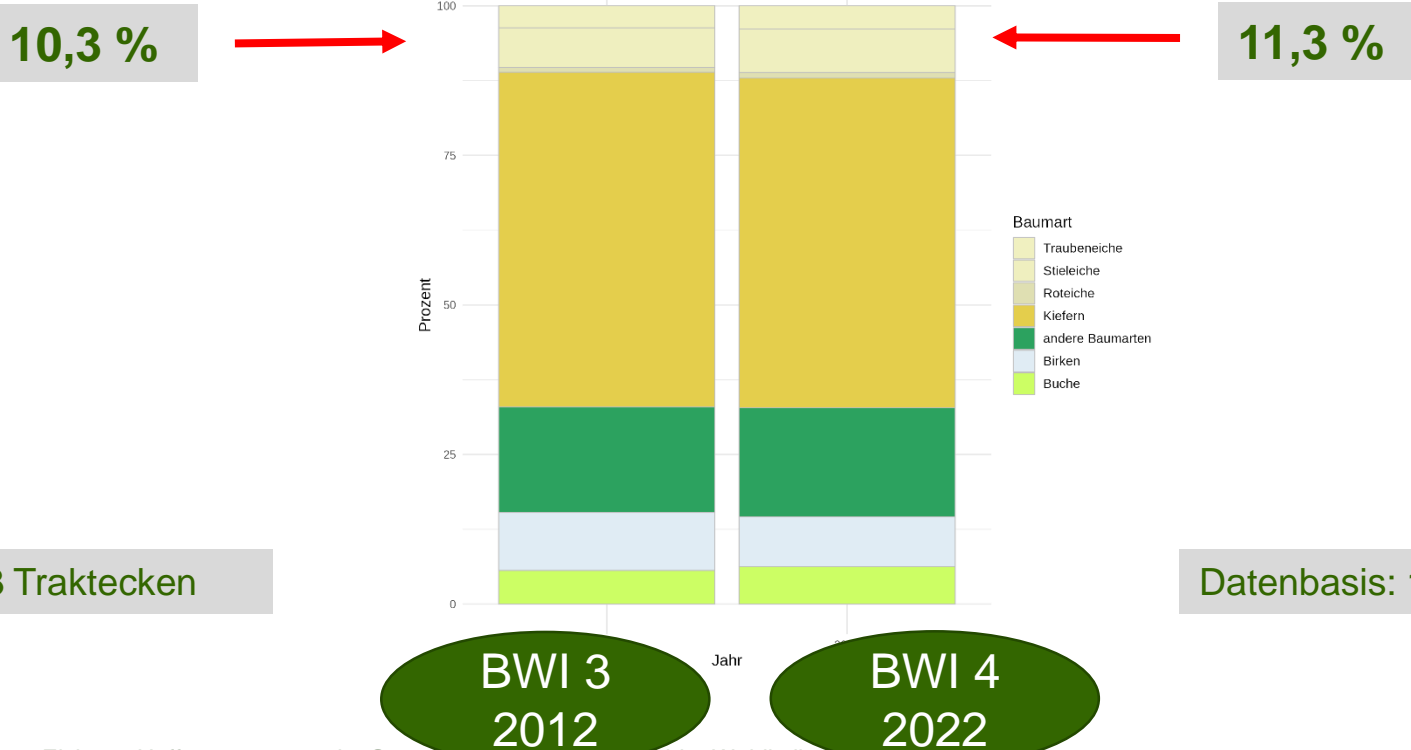 10,3 %
11,3 %
100
75
50
25
0
Prozent
Jahr
Baumart
Traubeneiche
Stieleiche
Roteiche
Kiefern
andere Baumarten
Birken
Buche
Traktecken
Datenbasis:
BWI 3
2012
BWI 4
2022